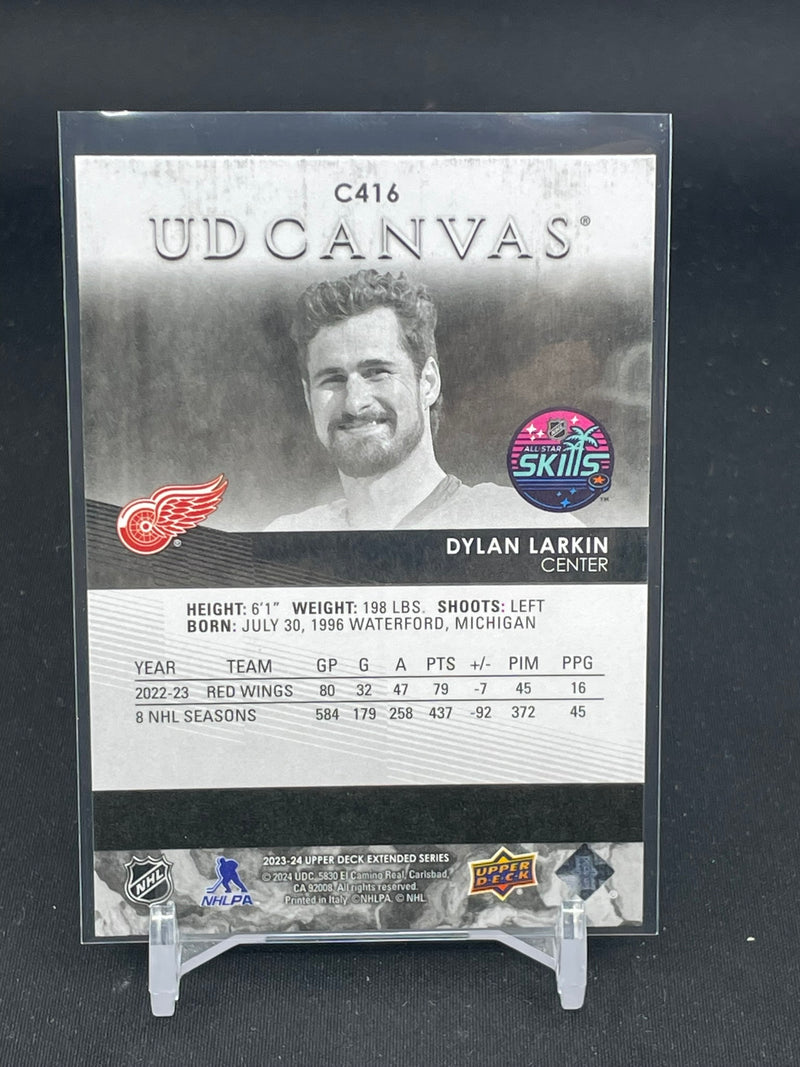 C416
UD CANVAS®
ALL-STAR
SKILLS
TM
®
DYLAN LARKIN
CENTER
HEIGHT: 6'1" WEIGHT: 198 LBS. SHOOTS: LEFT
BORN: JULY 30, 1996 WATERFORD, MICHIGAN
YEAR TEAM GP G A PTS +/- PIM PPG
2022-23 RED WINGS 80 32 47 79 -7 45 16
8 NHL SEASONS 584 179 258 437 -92 372 45
NHL
NHLPA
2023-24 UPPER DECK EXTENDED SERIES
© 2024 UDC, 5830 El Camino Real, Carlsbad,
CA 92008. All rights reserved.
Printed in Italy ©NHLPA. © NHL.
UPPER
D·E·C·K